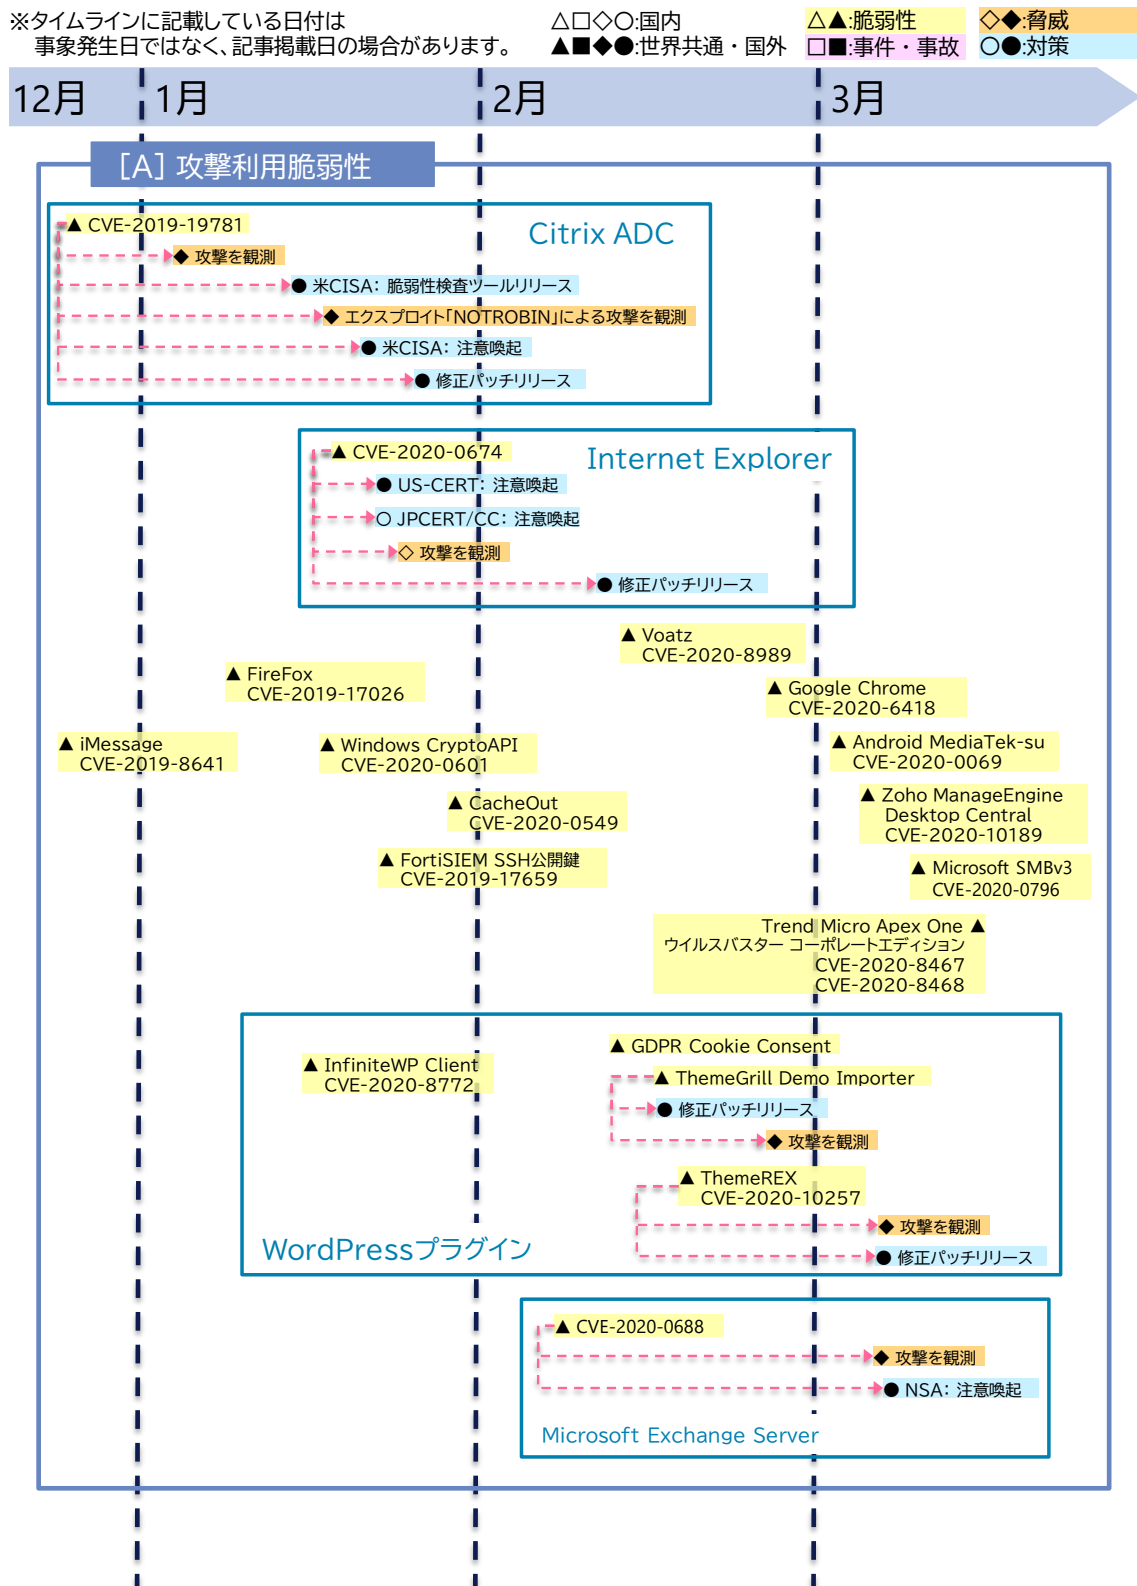 ※タイムラインに記載している日付は
事象発生日ではなく、記事掲載日の場合があります。
△□◇○:国内
▲■◆●:世界共通・国外
△▲:脆弱性
◇◆:脅威
□■:事件・事故
○●:対策
12月
1月
2月
3月
[A] 攻撃利用脆弱性
Citrix ADC
▲ CVE-2019-19781
◆ 攻撃を観測
● 米CISA: 脆弱性検査ツールリリース
◆ エクスプロイト「NOTROBIN」による攻撃を観測
● 米CISA: 注意喚起
● 修正パッチリリース
Internet Explorer
▲ CVE-2020-0674
● US-CERT: 注意喚起
○ JPCERT/CC: 注意喚起
◇ 攻撃を観測
● 修正パッチリリース
▲ Voatz
CVE-2020-8989
▲ FireFox
CVE-2019-17026
▲ Google Chrome
CVE-2020-6418
▲ iMessage
CVE-2019-8641
▲ Windows CryptoAPI
CVE-2020-0601
▲ Android MediaTek-su
CVE-2020-0069
▲ CacheOut
CVE-2020-0549
▲ Zoho ManageEngine
Desktop Central
CVE-2020-10189
▲ FortiSIEM SSH公開鍵
CVE-2019-17659
▲ Microsoft SMBv3
CVE-2020-0796
Trend Micro Apex One ▲
ウイルスバスター コーポレートエディション
CVE-2020-8467
CVE-2020-8468
▲ InfiniteWP Client
CVE-2020-8772
▲ GDPR Cookie Consent
▲ ThemeGrill Demo Importer
● 修正パッチリリース
◆ 攻撃を観測
▲ ThemeREX
CVE-2020-10257
◆ 攻撃を観測
● 修正パッチリリース
WordPressプラグイン
▲ CVE-2020-0688
◆ 攻撃を観測
● NSA: 注意喚起
Microsoft Exchange Server